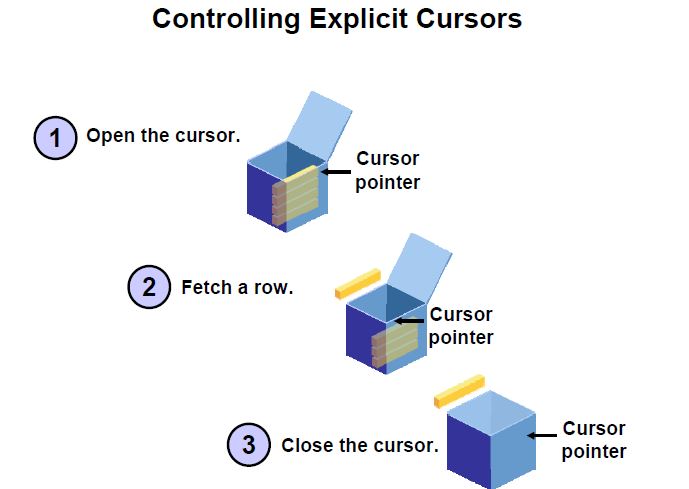 Controlling Explicit Cursors
1 Open the cursor.
Cursor
pointer
2 Fetch a row.
Cursor
pointer
3 Close the cursor.
Cursor
pointer